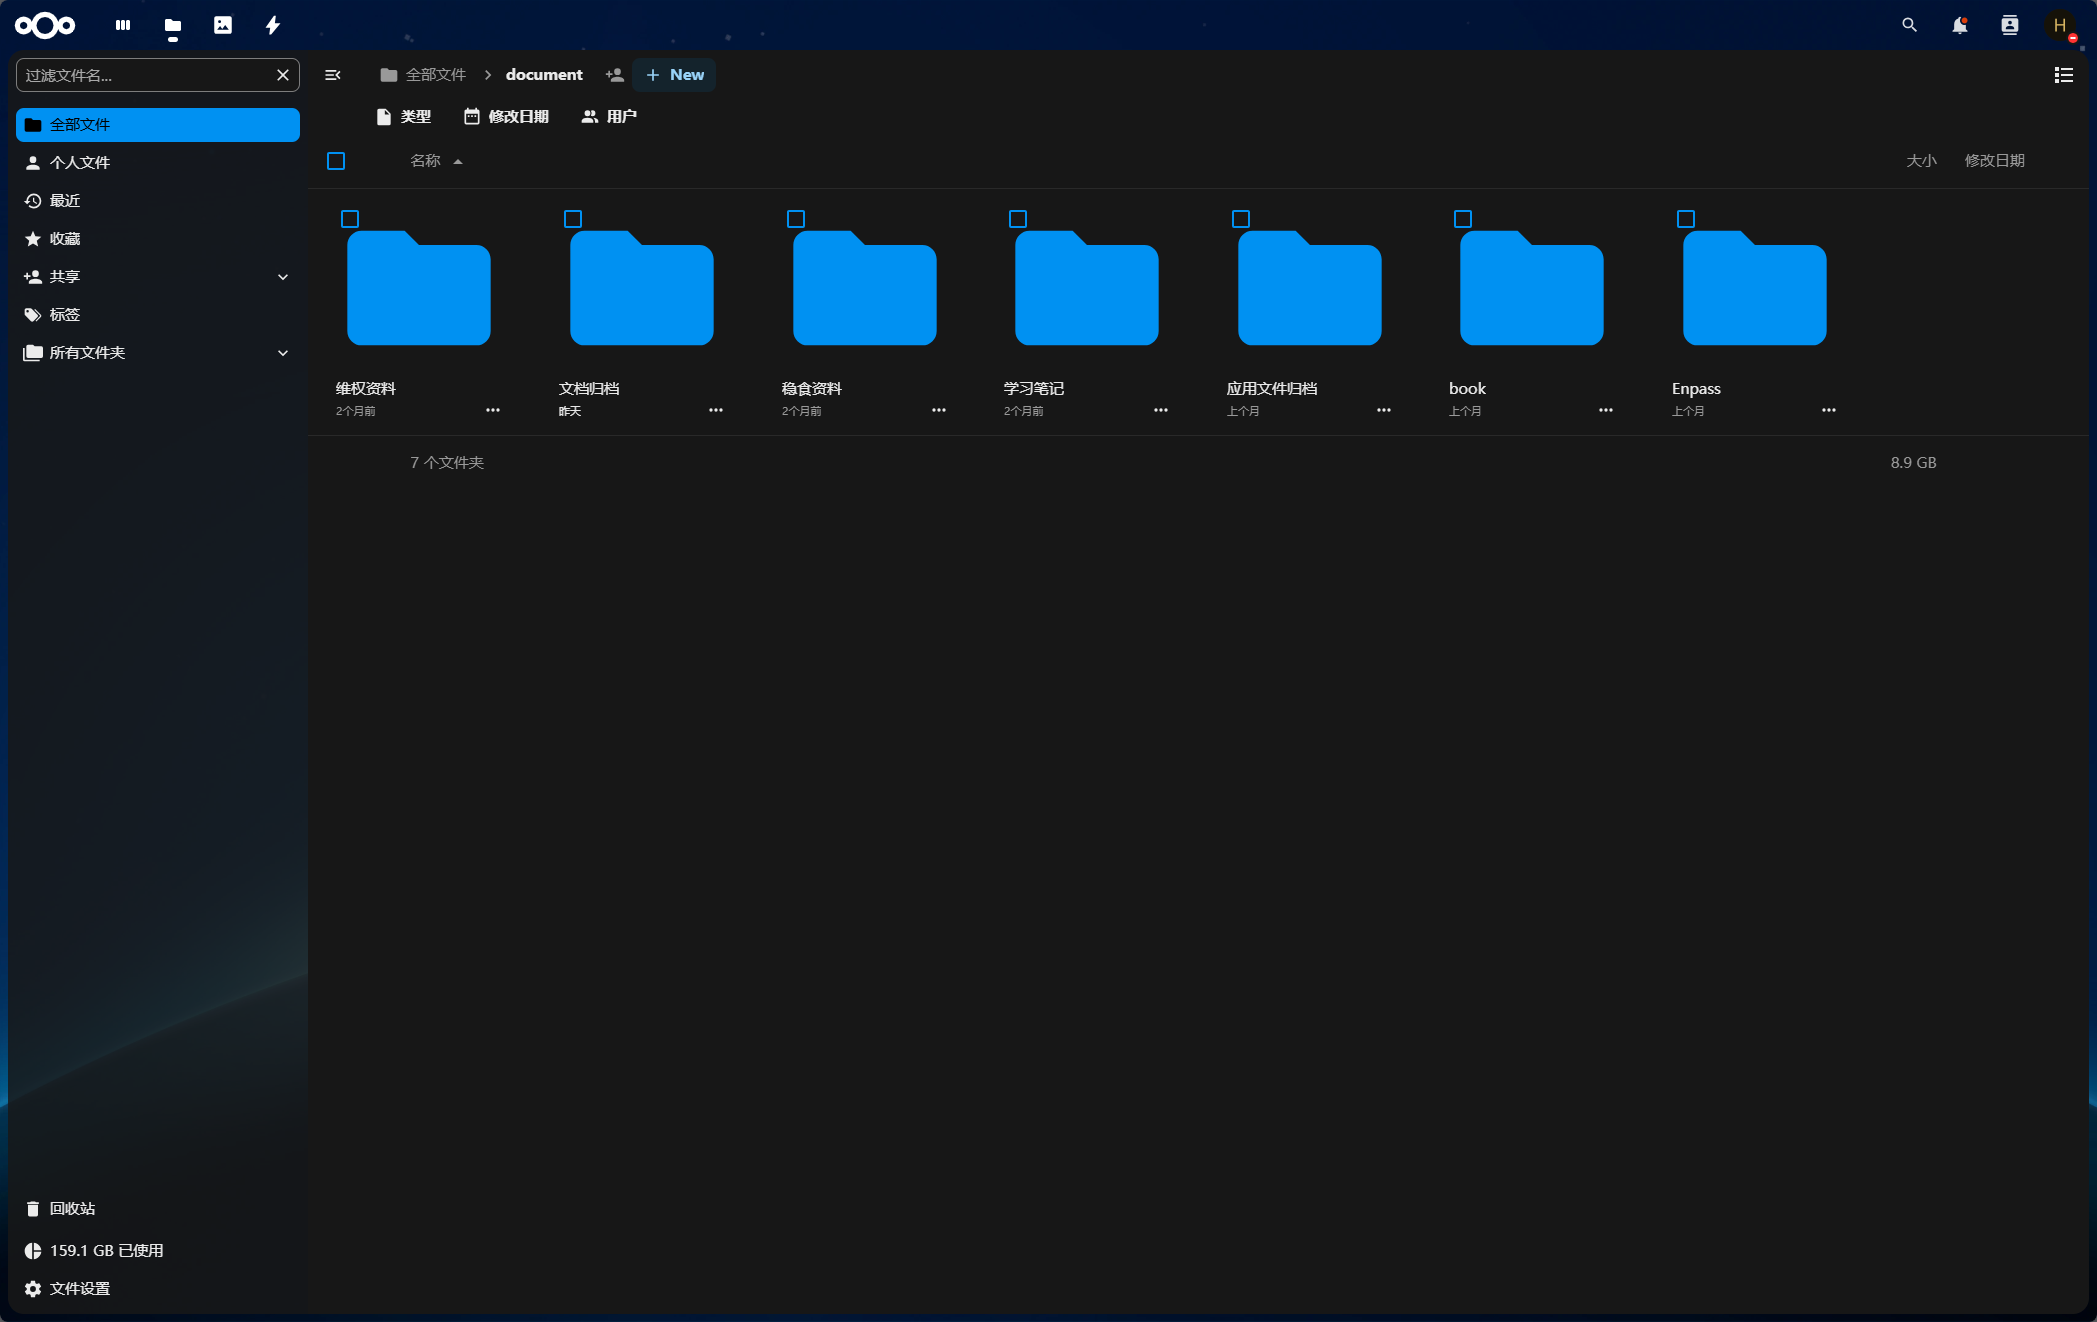 H
过滤文件名...
全部文件
个人文件
最近
收藏
共享
标签
所有文件夹
回收站
159.1 GB 已使用
文件设置
全部文件
document
New
类型
修改日期
用户
名称
大小
修改日期
维权资料
2个月前
文档归档
昨天
稳食资料
2个月前
学习笔记
2个月前
应用文件归档
上个月
book
上个月
Enpass
上个月
7 个文件夹
8.9 GB